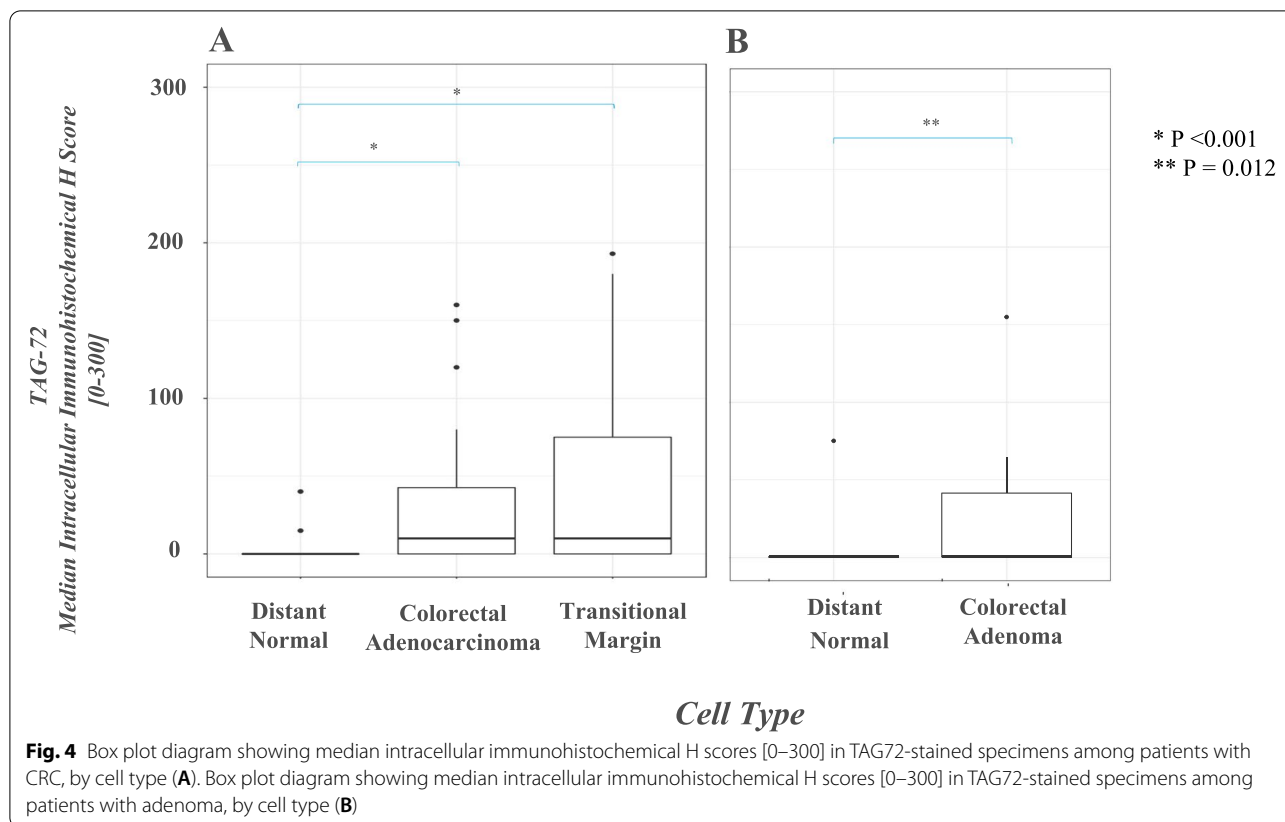 A
B
TAG-72
Median Intracellular Immunohistochemical H Score
[0-300]
300
200
100
0
*
*
**
* P <0.001
** P = 0.012
Distant
Normal
Colorectal
Adenocarcinoma
Transitional
Margin
Distant
Normal
Colorectal
Adenoma
Cell Type
Fig. 4 Box plot diagram showing median intracellular immunohistochemical H scores [0–300] in TAG72-stained specimens among patients with
CRC, by cell type (A). Box plot diagram showing median intracellular immunohistochemical H scores [0–300] in TAG72-stained specimens among
patients with adenoma, by cell type (B)